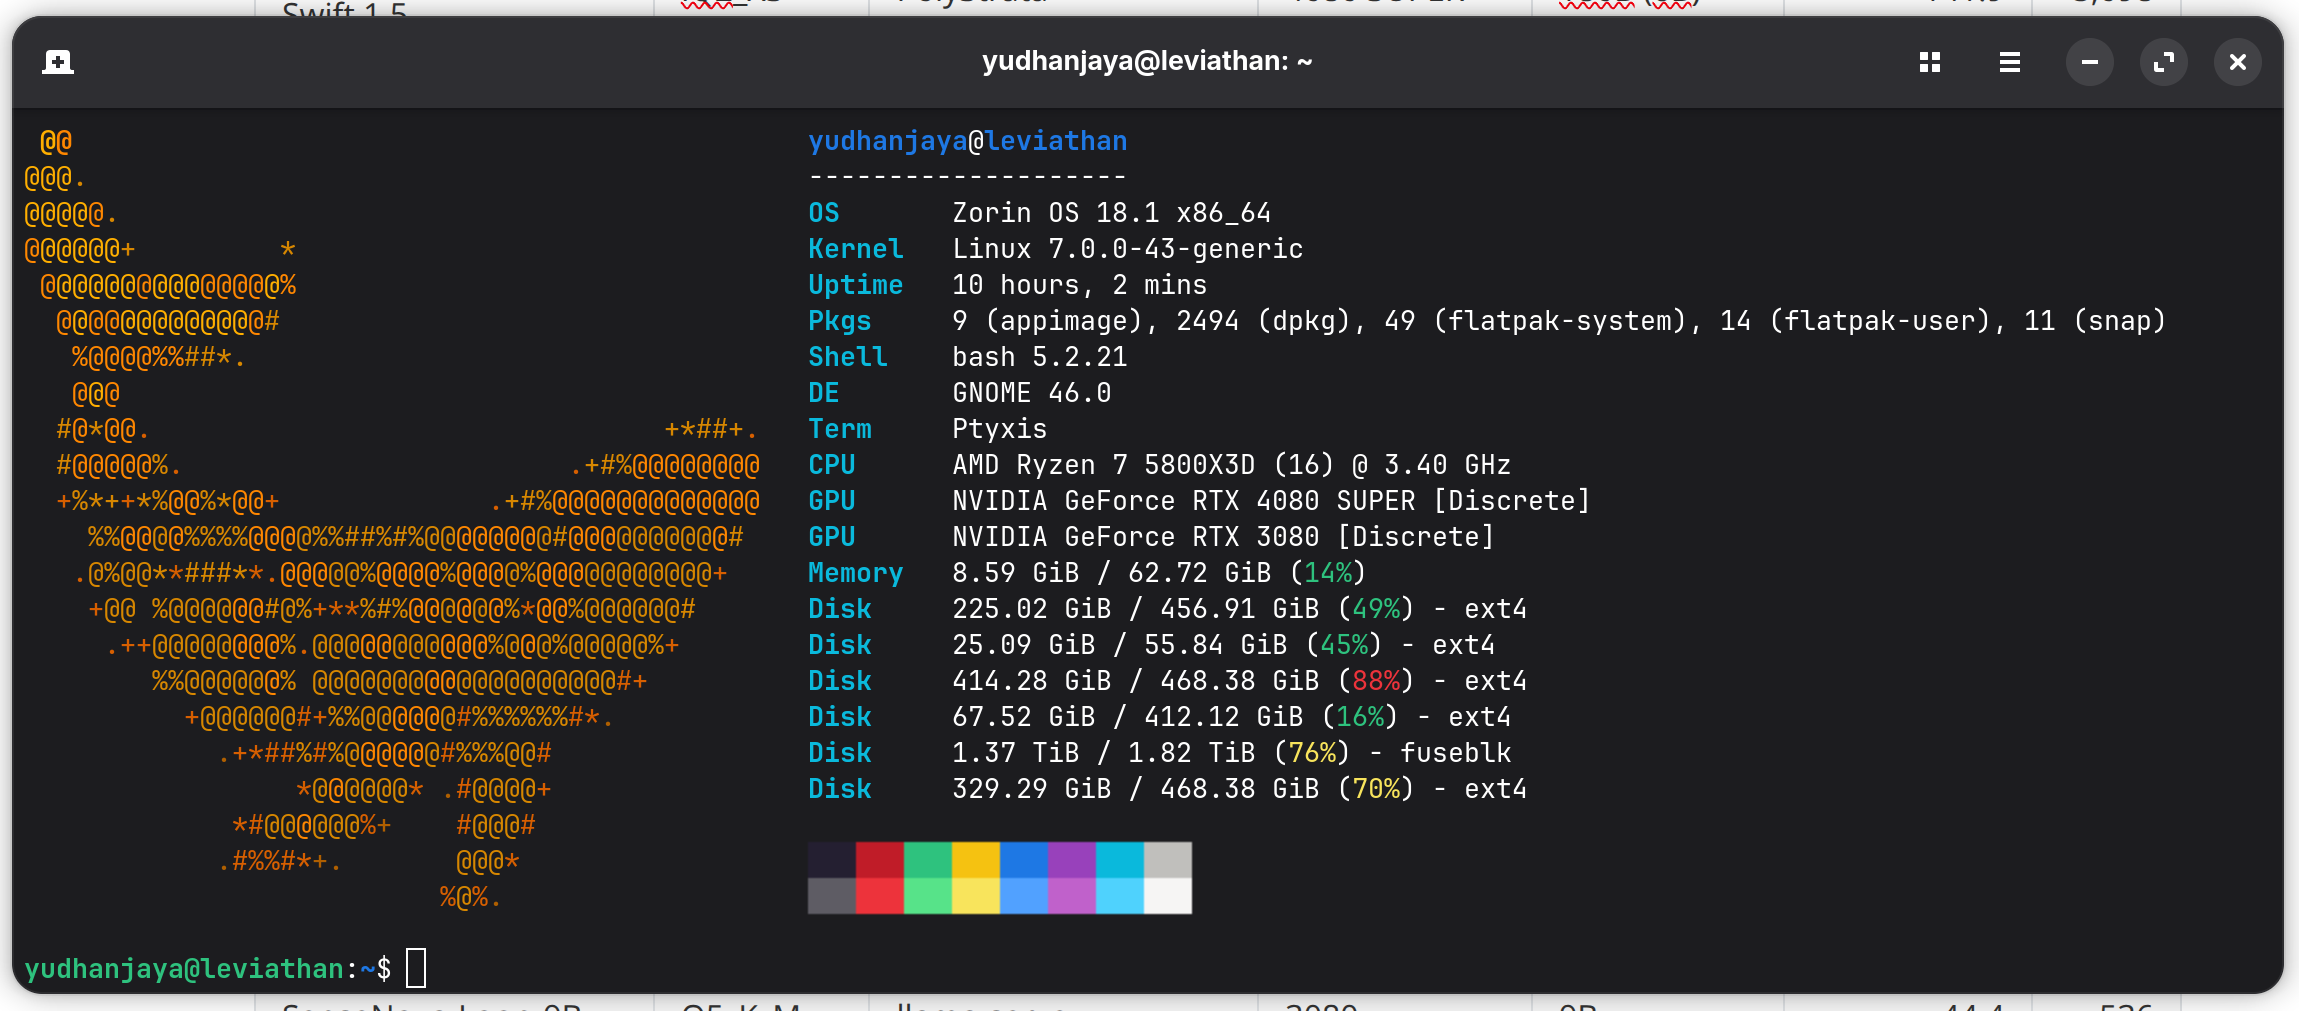 Swift 1.5
yudhanjaya@leviathan: ~
yudhanjaya@leviathan
--------------------
OS Zorin OS 18.1 x86_64
Kernel Linux 7.0.0-43-generic
Uptime 10 hours, 2 mins
Pkgs 9 (appimage), 2494 (dpkg), 49 (flatpak-system), 14 (flatpak-user), 11 (snap)
Shell bash 5.2.21
DE GNOME 46.0
Term Ptyxis
CPU AMD Ryzen 7 5800X3D (16) @ 3.40 GHz
GPU NVIDIA GeForce RTX 4080 SUPER [Discrete]
GPU NVIDIA GeForce RTX 3080 [Discrete]
Memory 8.59 GiB / 62.72 GiB (14%)
Disk 225.02 GiB / 456.91 GiB (49%) - ext4
Disk 25.09 GiB / 55.84 GiB (45%) - ext4
Disk 414.28 GiB / 468.38 GiB (88%) - ext4
Disk 67.52 GiB / 412.12 GiB (16%) - ext4
Disk 1.37 TiB / 1.82 TiB (76%) - fuseblk
Disk 329.29 GiB / 468.38 GiB (70%) - ext4
yudhanjaya@leviathan:~$